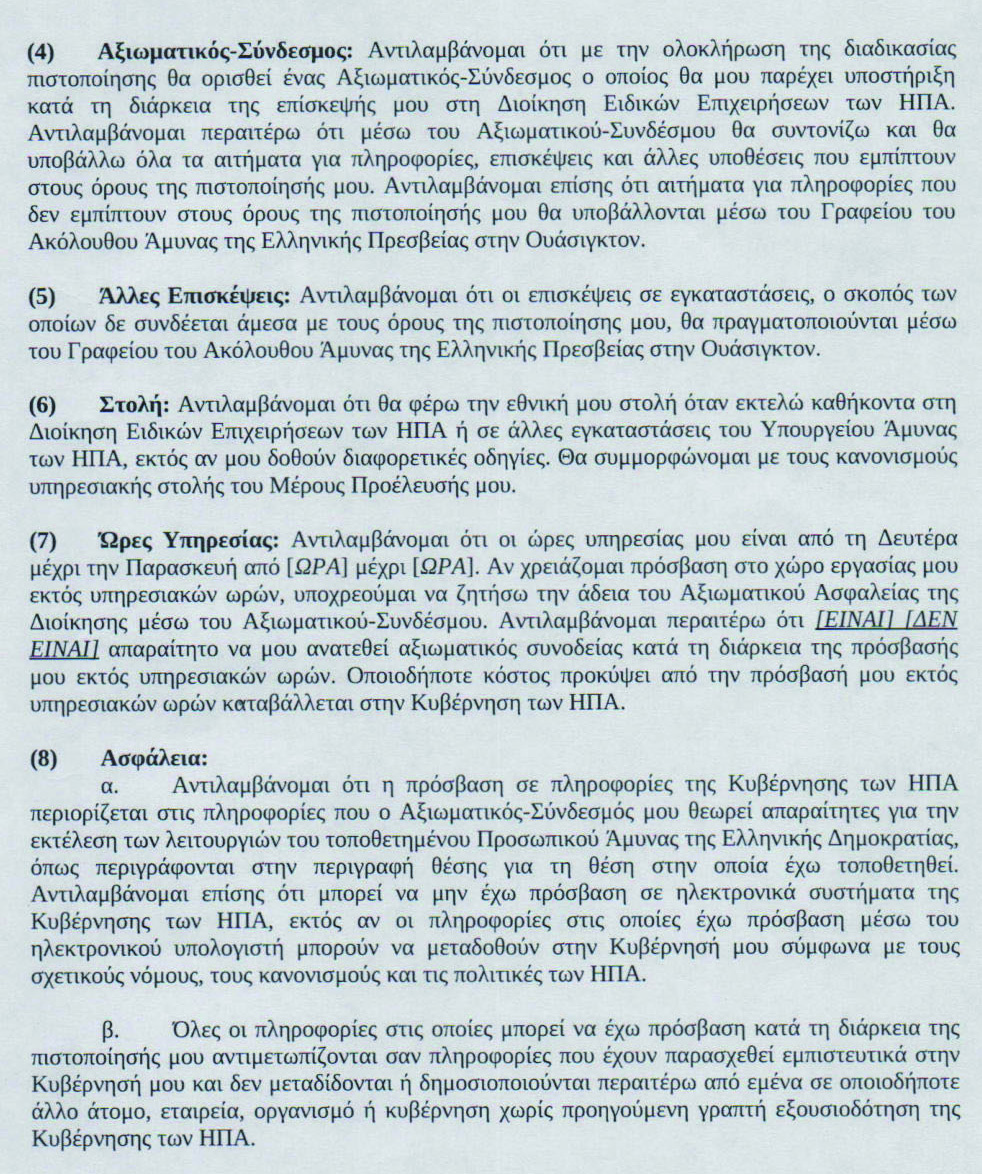 (4) Αξιωματικός-Σύνδεσμος: Αντιλαμβάνομαι ότι με την ολοκλήρωση της διαδικασίας
πιστοποίησης θα ορισθεί ένας Αξιωματικός-Σύνδεσμος ο οποίος θα μου παρέχει υποστήριξη
κατά τη διάρκεια της επίσκεψής μου στη Διοίκηση Ειδικών Επιχειρήσεων των ΗΠΑ.
Αντιλαμβάνομαι περαιτέρω ότι μέσω του Αξιωματικού-Συνδέσμου θα συντονίζω και θα
υποβάλλω όλα τα αιτήματα για πληροφορίες, επισκέψεις και άλλες υποθέσεις που εμπίπτουν
στους όρους της πιστοποίησής μου. Αντιλαμβάνομαι επίσης ότι αιτήματα για πληροφορίες που
δεν εμπίπτουν στους όρους της πιστοποίησής μου θα υποβάλλονται μέσω του Γραφείου του
Ακόλουθου Άμυνας της Ελληνικής Πρεσβείας στην Ουάσιγκτον.
(5) Άλλες Επισκέψεις: Αντιλαμβάνομαι ότι οι επισκέψεις σε εγκαταστάσεις, ο σκοπός των
οποίων δε συνδέεται άμεσα με τους όρους της πιστοποίησης μου, θα πραγματοποιούνται μέσω
του Γραφείου του Ακόλουθου Άμυνας της Ελληνικής Πρεσβείας στην Ουάσιγκτον.
(6) Στολή: Αντιλαμβάνομαι ότι θα φέρω την εθνική μου στολή όταν εκτελώ καθήκοντα στη
Διοίκηση Ειδικών Επιχειρήσεων των ΗΠΑ ή σε άλλες εγκαταστάσεις του Υπουργείου Άμυνας
των ΗΠΑ, εκτός αν μου δοθούν διαφορετικές οδηγίες. Θα συμμορφώνομαι με τους κανονισμούς
υπηρεσιακής στολής του Μέρους Προέλευσής μου.
(7) Ώρες Υπηρεσίας: Αντιλαμβάνομαι ότι οι ώρες υπηρεσίας μου είναι από τη Δευτέρα
μέχρι την Παρασκευή από [ΩΡΑ] μέχρι [ΩΡΑ]. Αν χρειάζομαι πρόσβαση στο χώρο εργασίας μου
εκτός υπηρεσιακών ωρών, υποχρεούμαι να ζητήσω την άδεια του Αξιωματικού Ασφαλείας της
Διοίκησης μέσω του Αξιωματικού-Συνδέσμου. Αντιλαμβάνομαι περαιτέρω ότι [ΕΙΝΑΙ] [ΔΕΝ
ΕΙΝΑΙ] απαραίτητο να μου ανατεθεί αξιωματικός συνοδείας κατά τη διάρκεια της πρόσβασής
μου εκτός υπηρεσιακών ωρών. Οποιοδήποτε κόστος προκύψει από την πρόσβασή μου εκτός
υπηρεσιακών ωρών καταβάλλεται στην Κυβέρνηση των ΗΠΑ.
(8) Ασφάλεια:
α. Αντιλαμβάνομαι ότι η πρόσβαση σε πληροφορίες της Κυβέρνησης των ΗΠΑ
περιορίζεται στις πληροφορίες που ο Αξιωματικός-Σύνδεσμός μου θεωρεί απαραίτητες για την
εκτέλεση των λειτουργιών του τοποθετημένου Προσωπικού Άμυνας της Ελληνικής Δημοκρατίας,
όπως περιγράφονται στην περιγραφή θέσης για τη θέση στην οποία έχω τοποθετηθεί.
Αντιλαμβάνομαι επίσης ότι μπορεί να μην έχω πρόσβαση σε ηλεκτρονικά συστήματα της
Κυβέρνησης των ΗΠΑ, εκτός αν οι πληροφορίες στις οποίες έχω πρόσβαση μέσω του
ηλεκτρονικού υπολογιστή μπορούν να μεταδοθούν στην Κυβέρνησή μου σύμφωνα με τους
σχετικούς νόμους, τους κανονισμούς και τις πολιτικές των ΗΠΑ.
β. Όλες οι πληροφορίες στις οποίες μπορεί να έχω πρόσβαση κατά τη διάρκεια της
πιστοποίησής μου αντιμετωπίζονται σαν πληροφορίες που έχουν παρασχεθεί εμπιστευτικά στην
Κυβέρνησή μου και δεν μεταδίδονται ή δημοσιοποιούνται περαιτέρω από εμένα σε οποιοδήποτε
άλλο άτομο, εταιρεία, οργανισμό ή κυβέρνηση χωρίς προηγούμενη γραπτή εξουσιοδότηση της
Κυβέρνησης των ΗΠΑ.